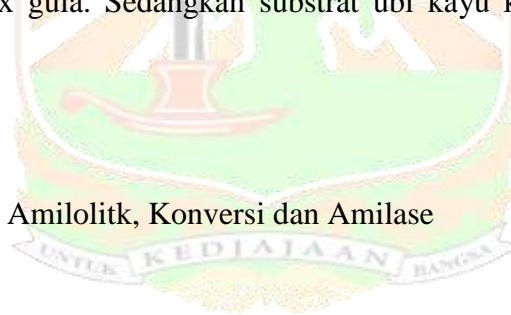 x gula. Sedangkan substrat ubi kayu k
Amilolitk, Konversi dan Amilase
UNTUK KEDJAJAAN BANGSA